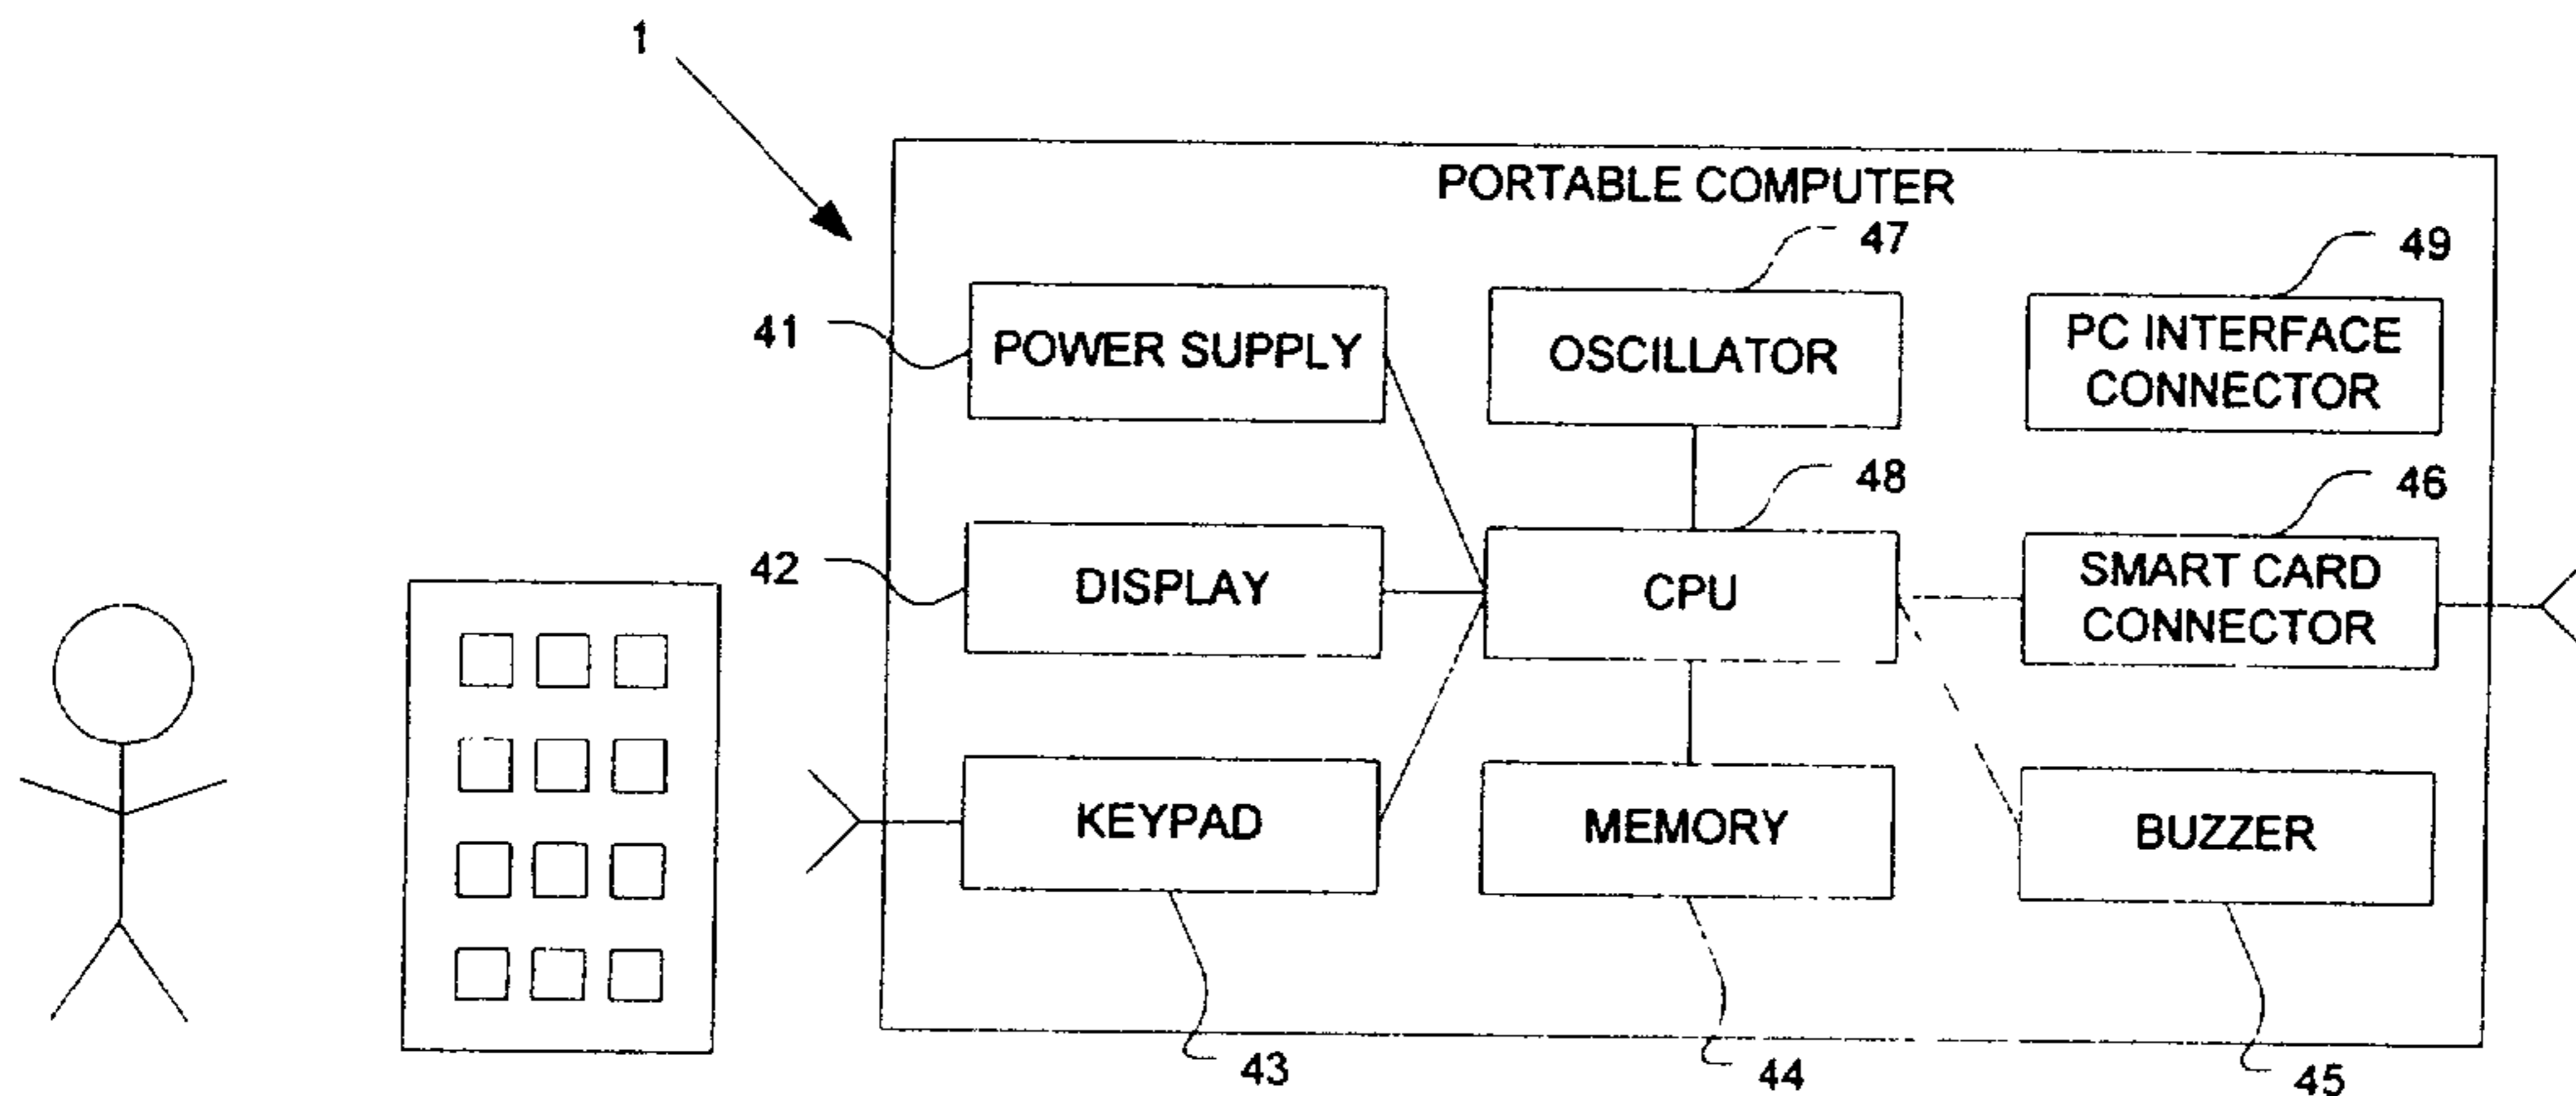 1
PORTABLE COMPUTER
47
49
41
POWER SUPPLY
OSCILLATOR
PC INTERFACE
CONNECTOR
48
46
42
DISPLAY
CPU
SMART CARD
CONNECTOR
KEYPAD
MEMORY
BUZZER
43
44
45